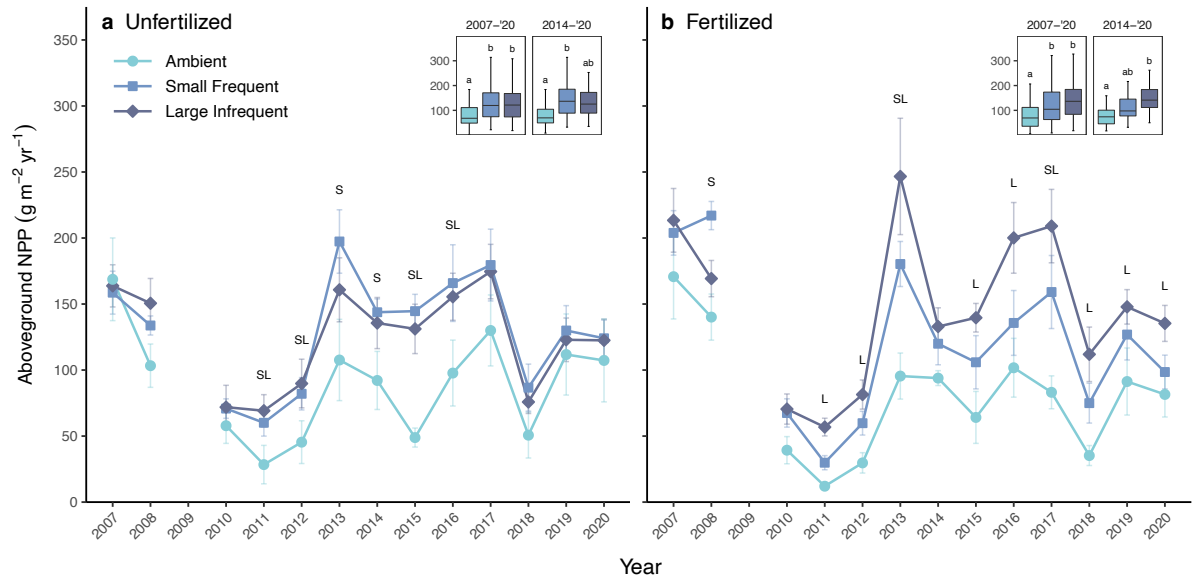 a Unfertilized
Ambient
Small Frequent
Large Infrequent
2007–'20
2014–'20
300
200
100
a
b
b
a
b
ab
350
300
250
200
150
100
50
0
Aboveground NPP (g m−2 yr−1)
SL
SL
S
S
SL
SL
2007
2008
2009
2010
2011
2012
2013
2014
2015
2016
2017
2018
2019
2020
b Fertilized
2007–'20
2014–'20
300
200
100
a
b
b
a
ab
b
S
L
L
SL
L
L
SL
L
L
L
2007
2008
2009
2010
2011
2012
2013
2014
2015
2016
2017
2018
2019
2020
Year